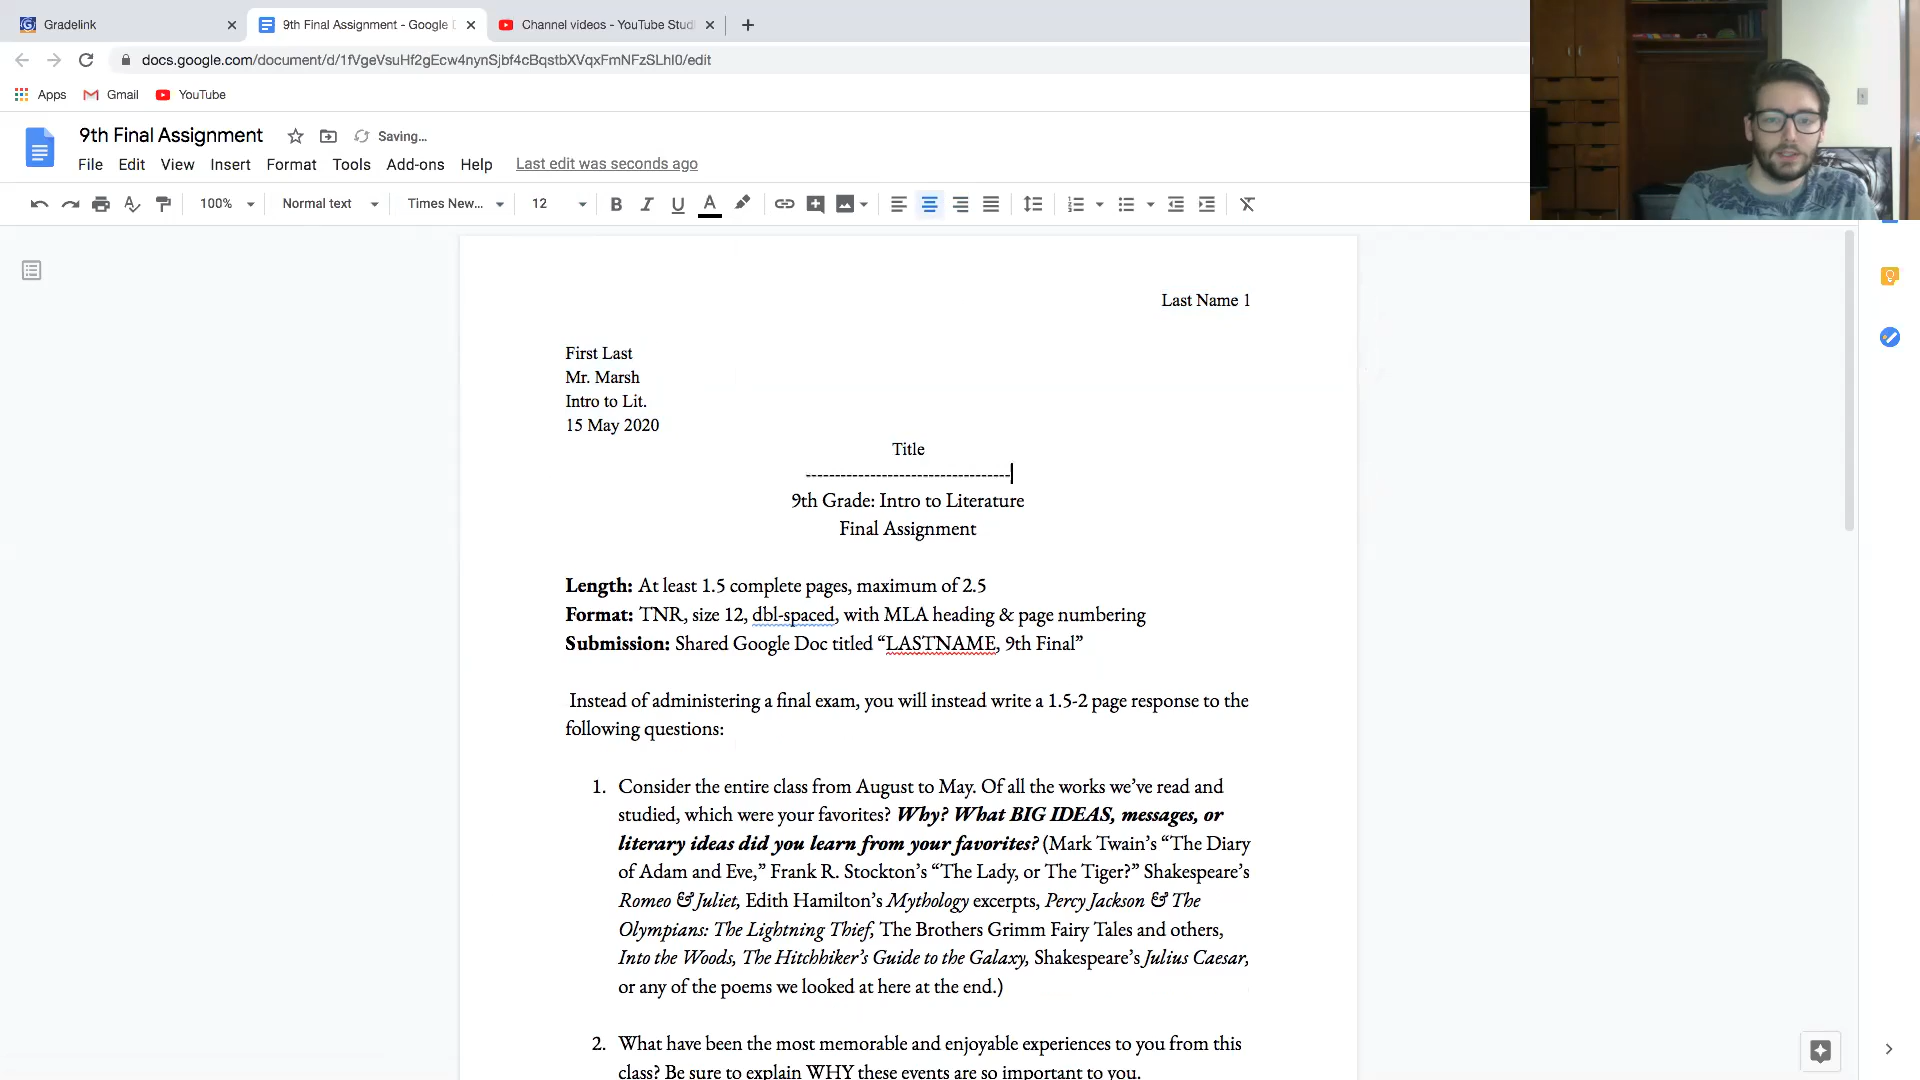 Gradelink
9th Final Assignment - Google D
Channel videos - YouTube Studi
docs.google.com/document/d/1fVgeVsuHf2gEcw4nynSjbf4cBqstbXVqxFmNFzSLhI0/edit
Apps Gmail YouTube
9th Final Assignment Saving...
File Edit View Insert Format Tools Add-ons Help Last edit was seconds ago
100% Normal text Times New... 12 B I U A
Last Name 1
First Last
Mr. Marsh
Intro to Lit.
15 May 2020
Title
-----------------------------------
9th Grade: Intro to Literature
Final Assignment
Length: At least 1.5 complete pages, maximum of 2.5
Format: TNR, size 12, dbl-spaced, with MLA heading & page numbering
Submission: Shared Google Doc titled “LASTNAME, 9th Final”
Instead of administering a final exam, you will instead write a 1.5-2 page response to the
following questions:
1. Consider the entire class from August to May. Of all the works we’ve read and
studied, which were your favorites? Why? What BIG IDEAS, messages, or
literary ideas did you learn from your favorites? (Mark Twain’s “The Diary
of Adam and Eve,” Frank R. Stockton’s “The Lady, or The Tiger?” Shakespeare’s
Romeo & Juliet, Edith Hamilton’s Mythology excerpts, Percy Jackson & The
Olympians: The Lightning Thief, The Brothers Grimm Fairy Tales and others,
Into the Woods, The Hitchhiker’s Guide to the Galaxy, Shakespeare’s Julius Caesar,
or any of the poems we looked at here at the end.)
2. What have been the most memorable and enjoyable experiences to you from this
class? Be sure to explain WHY these events are so important to you.